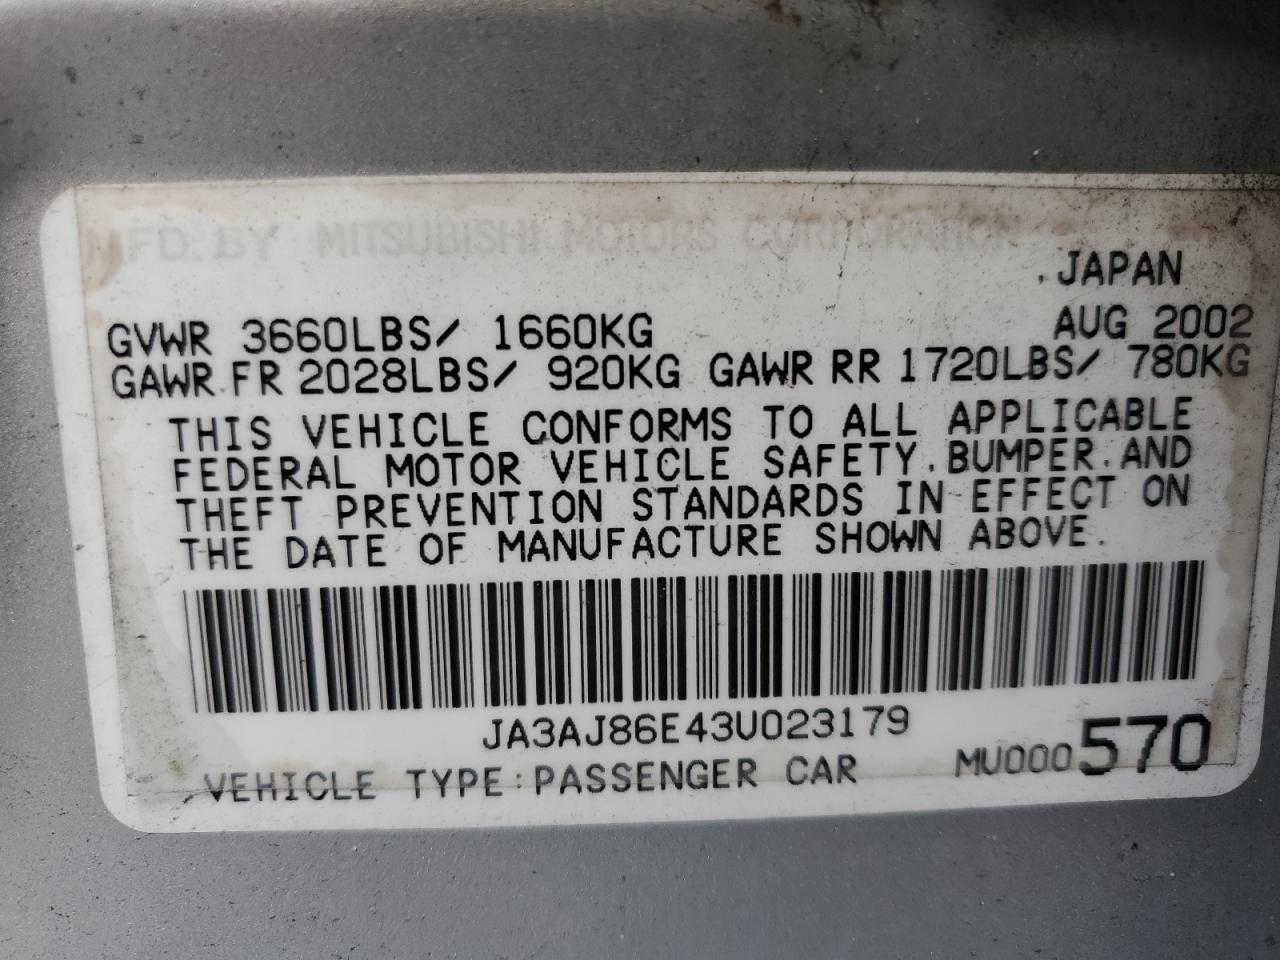 MFD. BY MITSUBISHI MOTORS CORPORATION
JAPAN
GVWR 3660LBS/ 1660KG AUG 2002
GAWR FR 2028LBS/ 920KG GAWR RR 1720LBS/ 780KG
THIS VEHICLE CONFORMS TO ALL APPLICABLE
FEDERAL MOTOR VEHICLE SAFETY. BUMPER. AND
THEFT PREVENTION STANDARDS IN EFFECT ON
THE DATE OF MANUFACTURE SHOWN ABOVE.
JA3AJ86E43U023179
VEHICLE TYPE:PASSENGER CAR MU000570